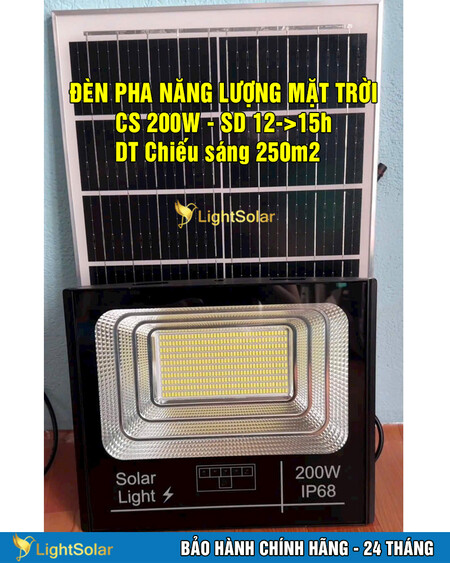 ĐÈN PHA NĂNG LƯỢNG MẶT TRỜI
CS 200W - SD 12->15h
DT Chiếu sáng 250m2
LightSolar
Solar
Light
200W
IP68
LightSolar
BẢO HÀNH CHÍNH HÃNG - 24 THÁNG